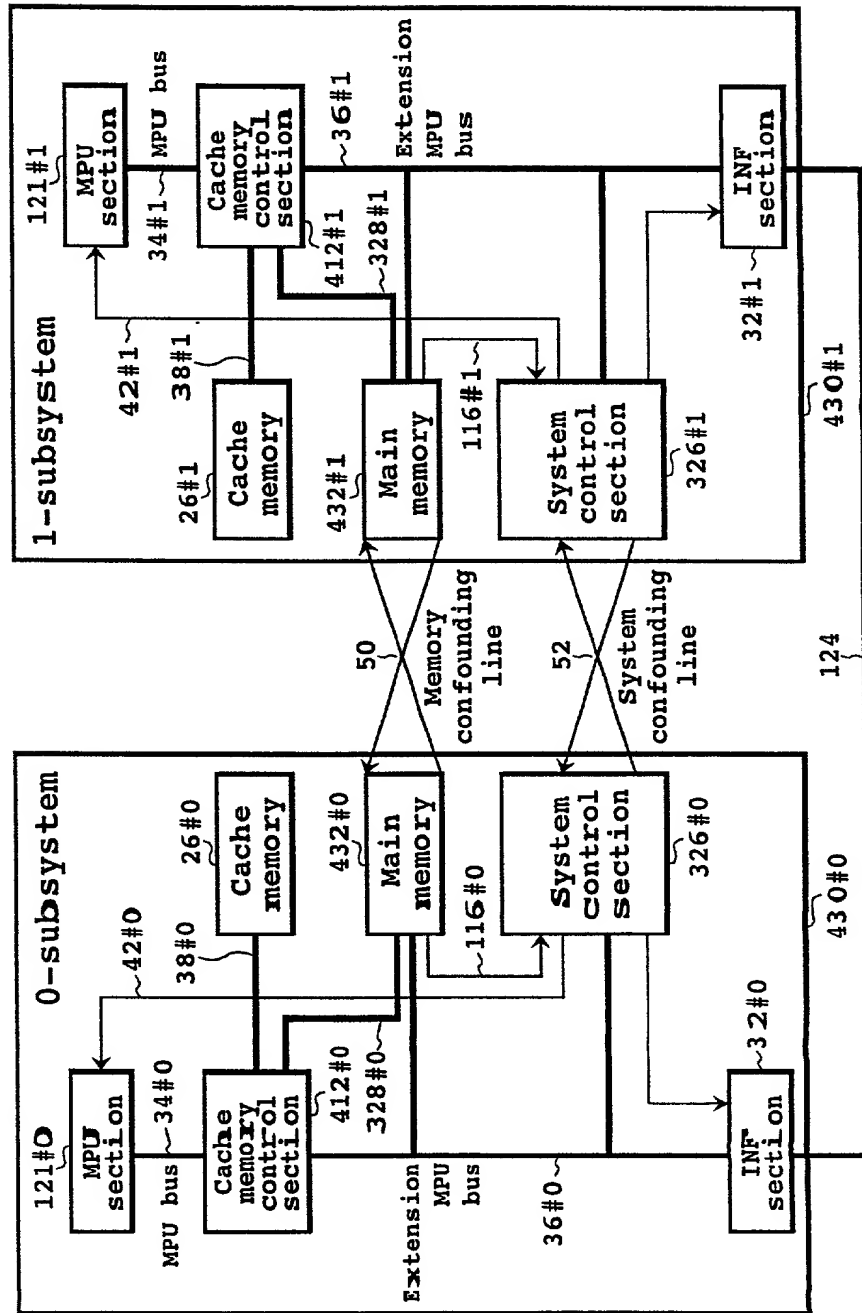 0-subsystem
121#0
MPU
section
MPU bus
34#0
42#0
Cache
memory
control
section
412#0
328#0
38#0
26#0
Cache
memory
432#0
Main
memory
116#0
Extension
MPU
bus
36#0
System
control
section
326#0
INF
section
32#0
430#0
50
Memory
confounding
line
52
System
confounding
line
124
1-subsystem
121#1
MPU
section
34#1
MPU bus
42#1
Cache
memory
control
section
412#1
328#1
38#1
26#1
Cache
memory
432#1
Main
memory
116#1
Extension
MPU
bus
36#1
System
control
section
326#1
INF
section
32#1
430#1